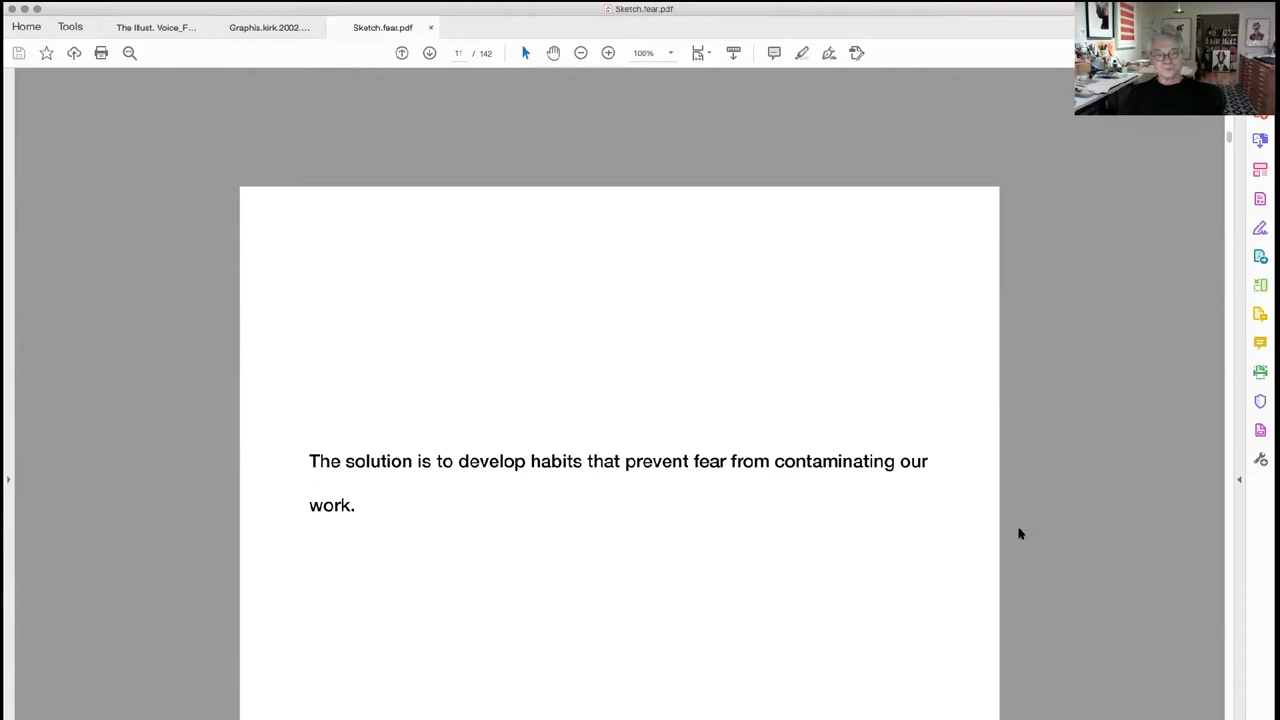 Sketch.fear.pdf
Home Tools The Illust. Voice_F... Graphis.kirk.2002.... Sketch.fear.pdf ×
11 / 142 100%
The solution is to develop habits that prevent fear from contaminating our
work.